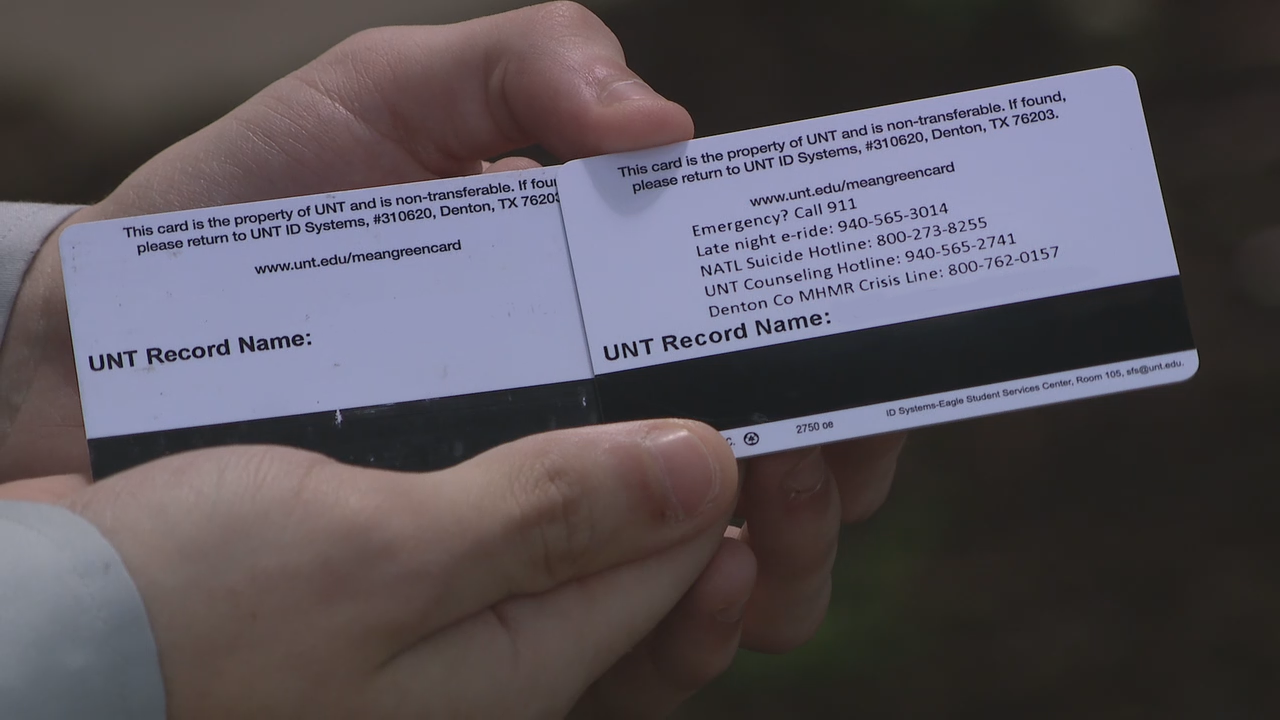 This card is the property of UNT and is non-transferable. If
please return to UNT ID Systems, #310620, Denton, TX 76203
www.unt.edu/meangreencard
UNT Record Name:
This card is the property of UNT and is non-transferable. If found,
please return to UNT ID Systems, #310620, Denton, TX 76203.
www.unt.edu/meangreencard
Emergency? Call 911
Late night e-ride: 940-565-3014
NATL Suicide Hotline: 800-273-8255
UNT Counseling Hotline: 940-565-2741
Denton Co MHMR Crisis Line: 800-762-0157
UNT Record Name:
ID Systems-Eagle Student Services Center, Room 105, sfs@unt.edu.
2750